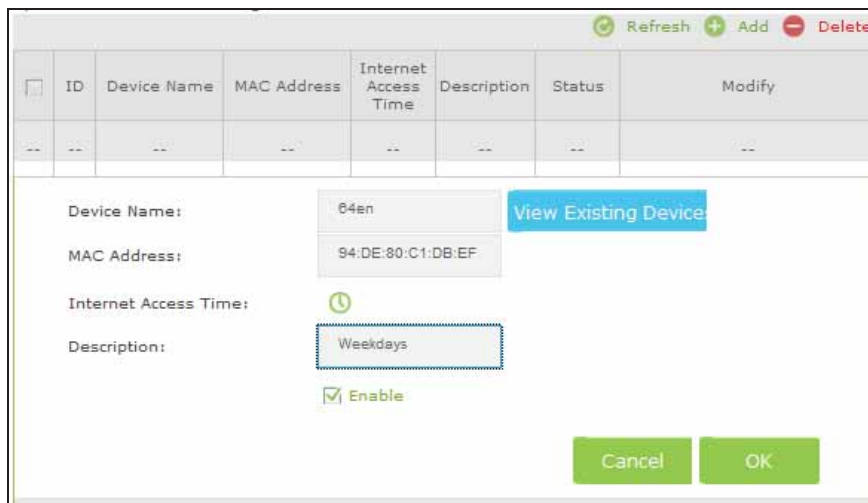 Refresh Add Delete
ID Device Name MAC Address Internet Access Time Description Status Modify
-- -- -- -- -- -- -- --
Device Name: 64en View Existing Devices
MAC Address: 94:DE:80:C1:DB:EF
Internet Access Time:
Description: Weekdays
Enable
Cancel OK